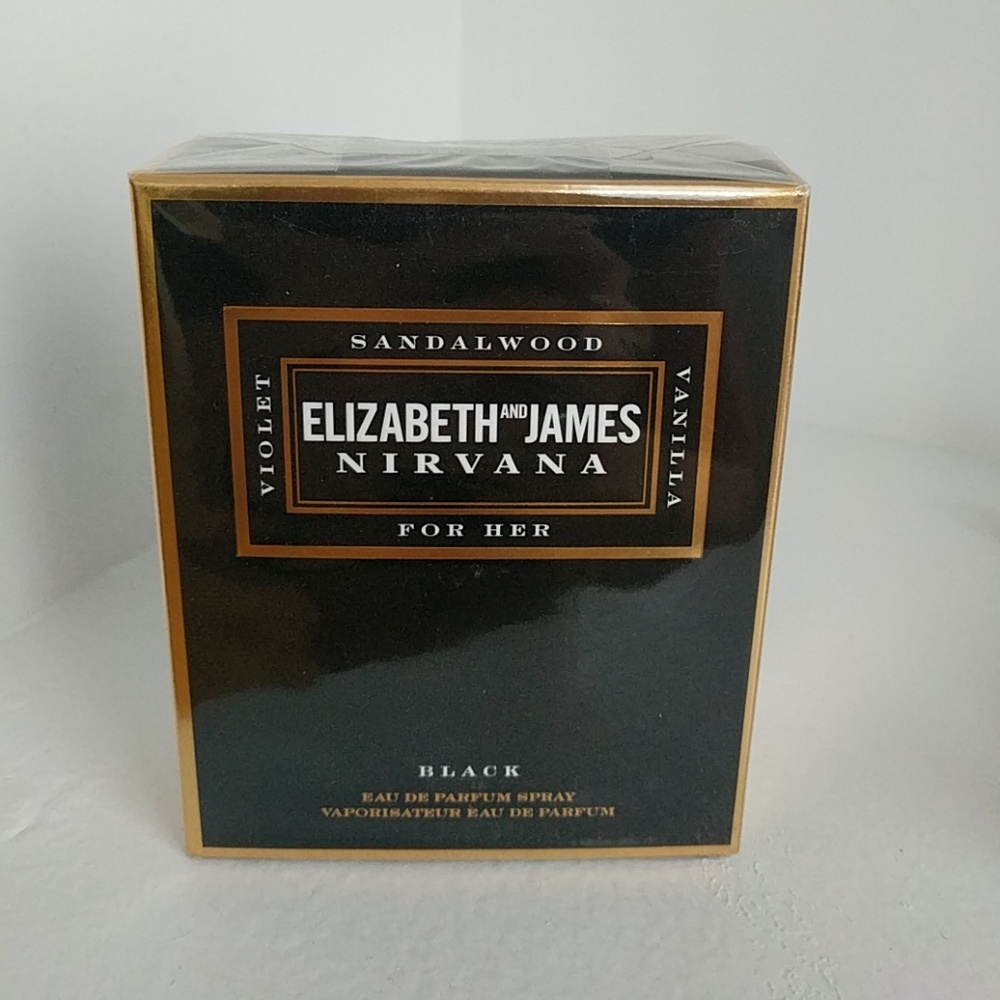 SANDALWOOD
VIOLET
VANILLA
ELIZABETH AND JAMES
NIRVANA
FOR HER
BLACK
EAU DE PARFUM SPRAY
VAPORISATEUR EAU DE PARFUM